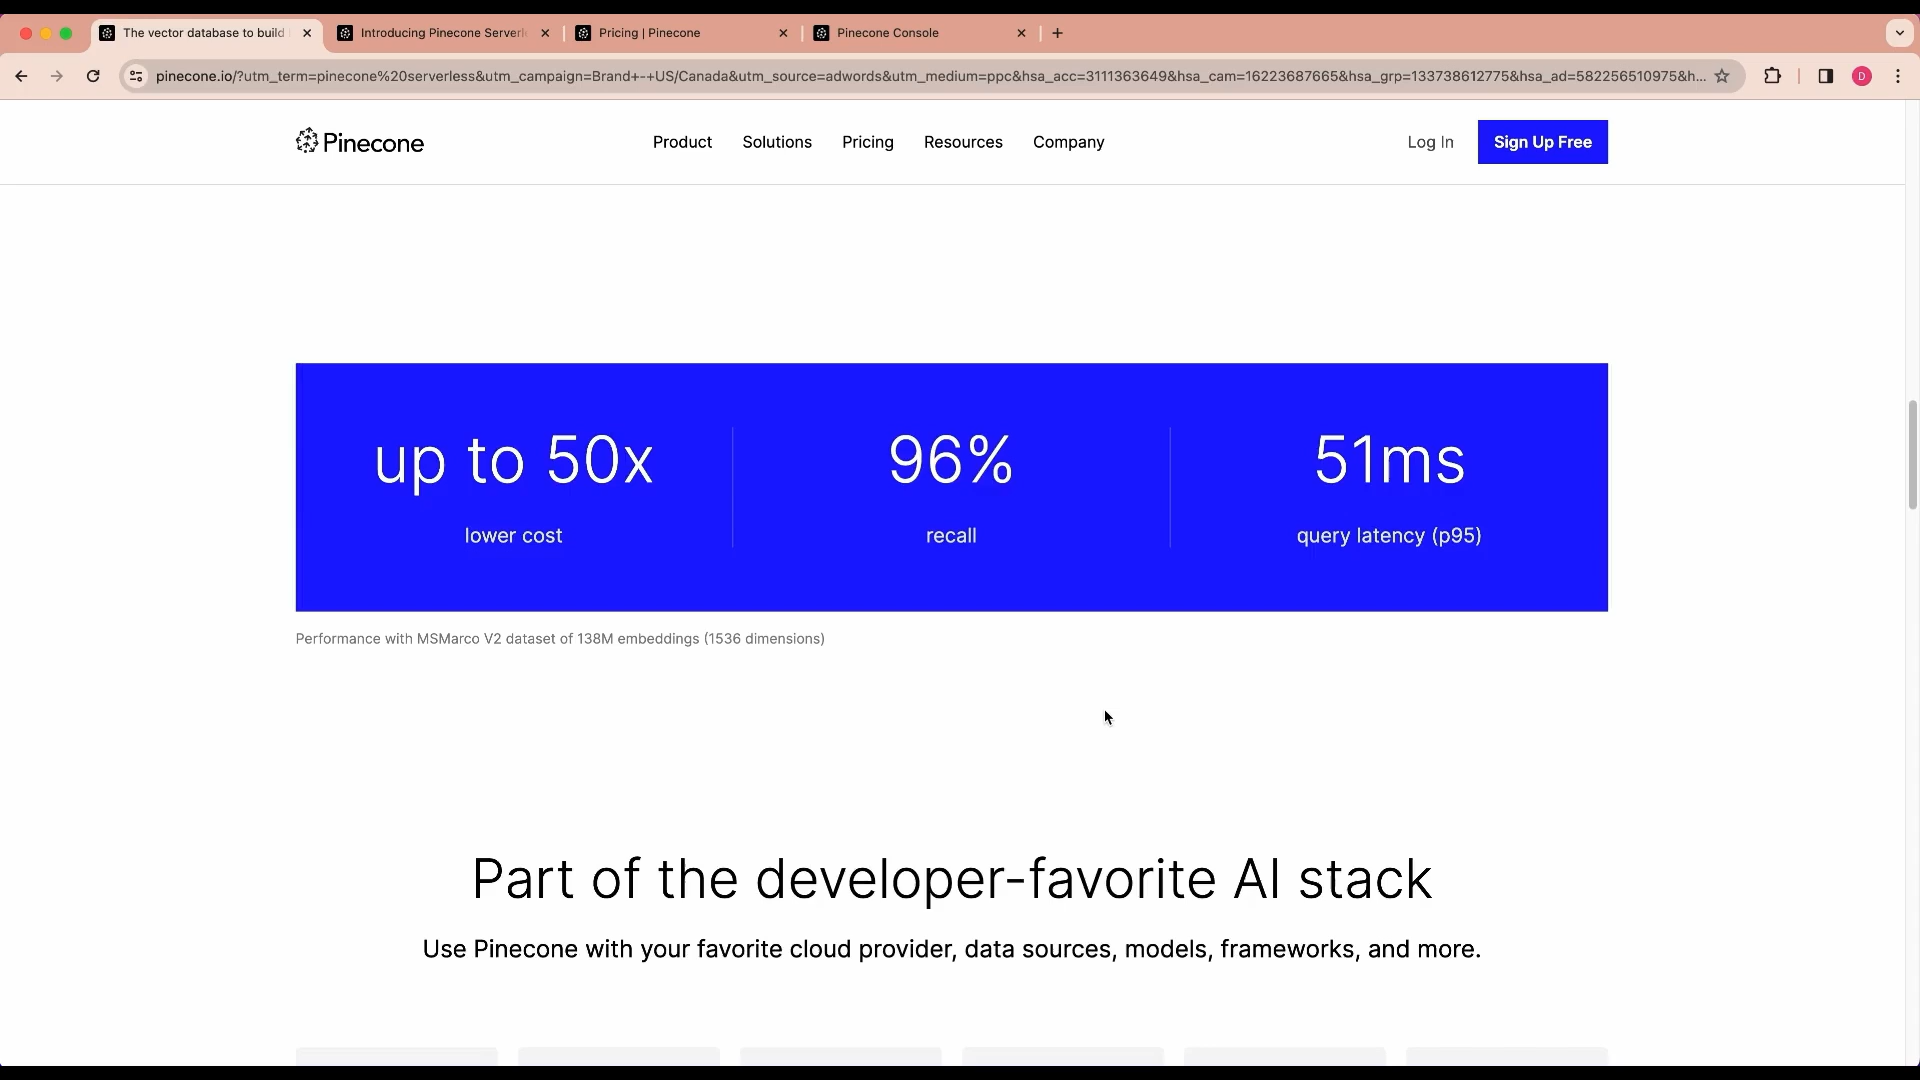 The vector database to build
Introducing Pinecone Serverl
Pricing | Pinecone
Pinecone Console
pinecone.io/?utm_term=pinecone%20serverless&utm_campaign=Brand+-+US/Canada&utm_source=adwords&utm_medium=ppc&hsa_acc=3111363649&hsa_cam=16223687665&hsa_grp=133738612775&hsa_ad=582256510975&h...
D
Pinecone
Product
Solutions
Pricing
Resources
Company
Log In
Sign Up Free
up to 50x
lower cost
96%
recall
51ms
query latency (p95)
Performance with MSMarco V2 dataset of 138M embeddings (1536 dimensions)
Part of the developer-favorite AI stack
Use Pinecone with your favorite cloud provider, data sources, models, frameworks, and more.